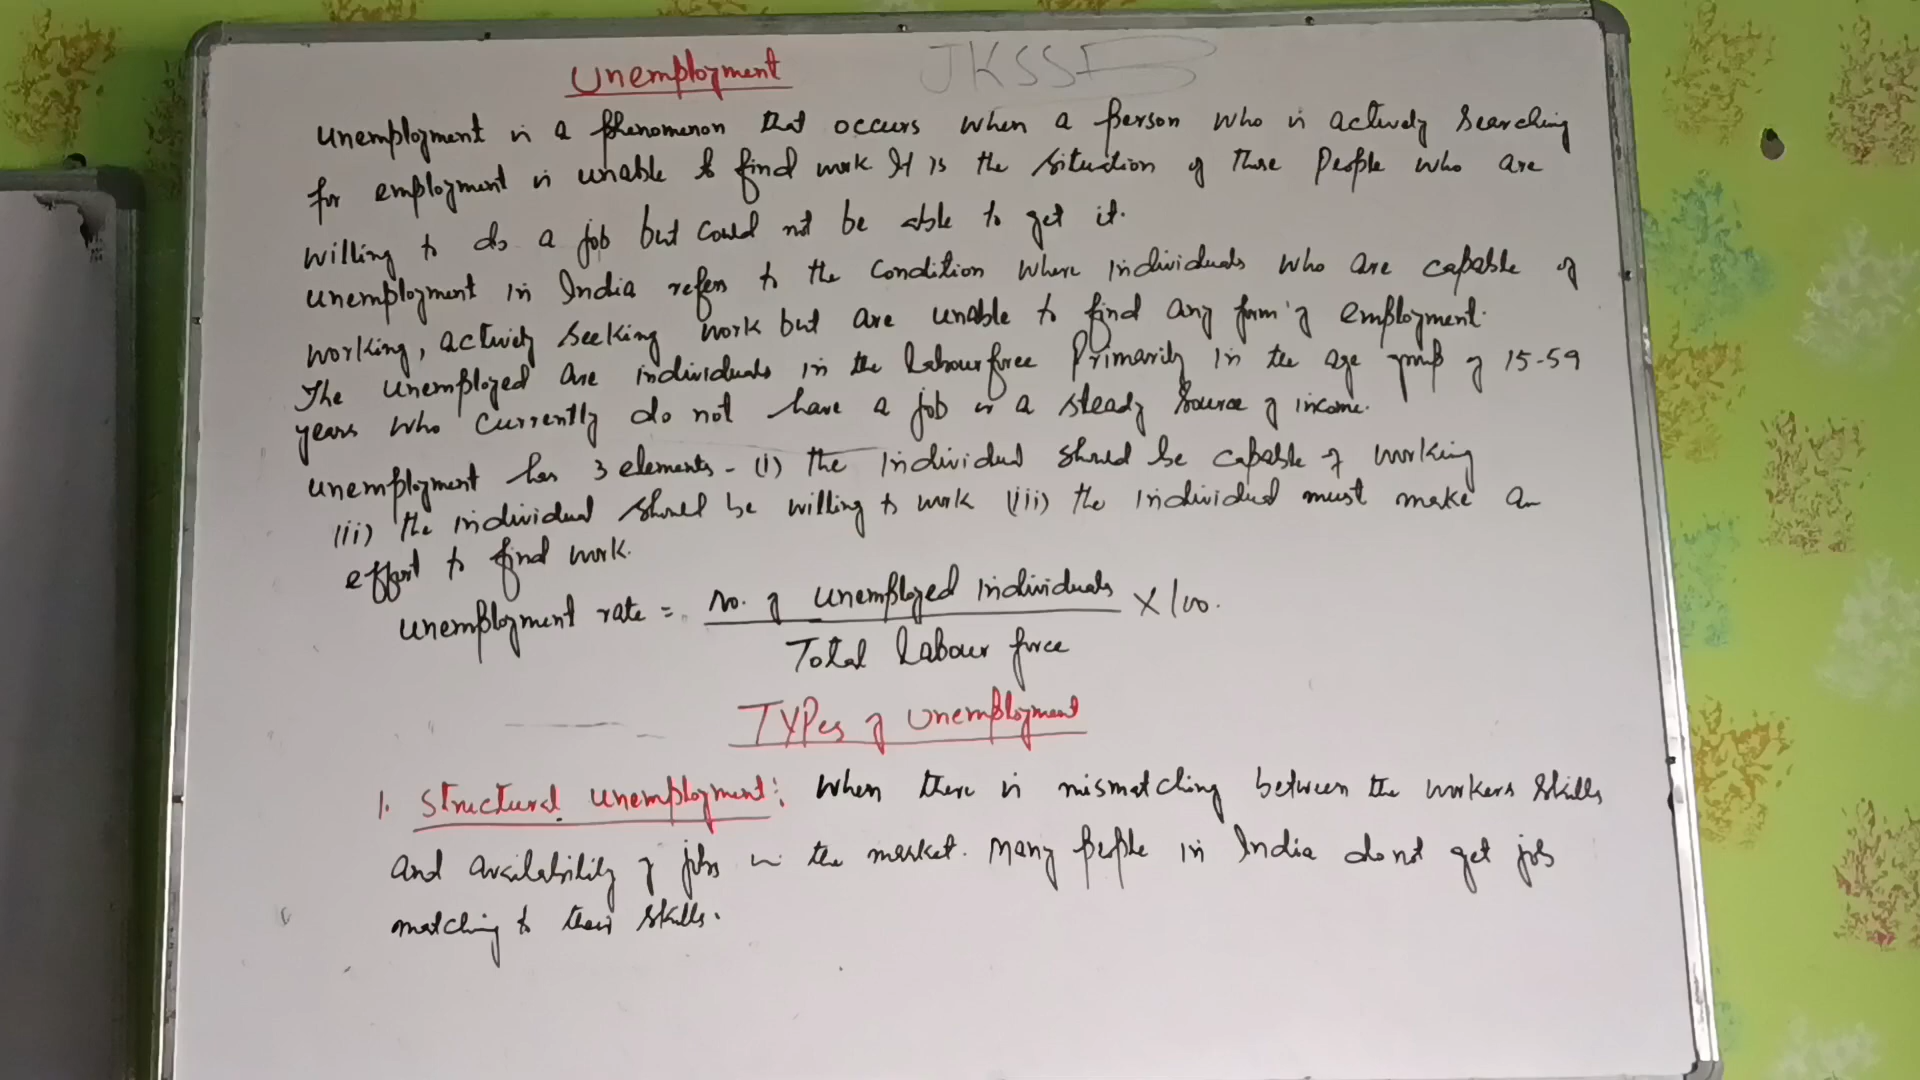 Unemployment
JKSSB
Unemployment is a phenomenon that occurs when a person who is actively searching
for employment is unable to find work It is the situation of those People who are
willing to do a job but could not be able to get it.
unemployment in India refers to the condition where individuals who are capable of
working, actively seeking work but are unable to find any form of employment.
The unemployed are individuals in the labour force Primarily in the age group of 15-59
years who currently do not have a job or a steady source of income.
unemployment has 3 elements - (i) the individual should be capable of working
(ii) the individual should be willing to work (iii) the individual must make an
effort to find work.
unemployment rate = No. of unemployed individuals × 100.
Total labour force
TYPes of Unemployment
1. Structural unemployment: When there is mismatching between the workers skills
and availability of jobs in the market. Many people in India do not get job
matching to their skills.